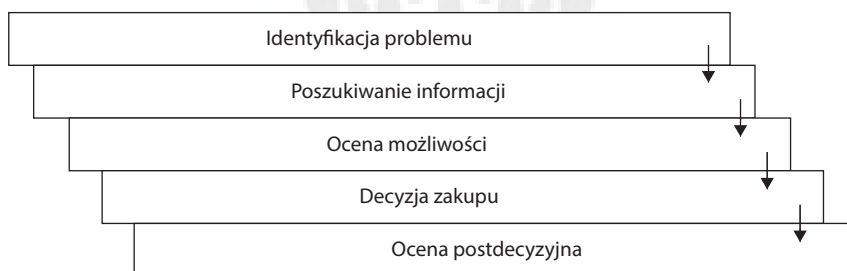 Identyfikacja problemu
Poszukiwanie informacji
Ocena możliwości
Decyzja zakupu
Ocena postdecyzyjna